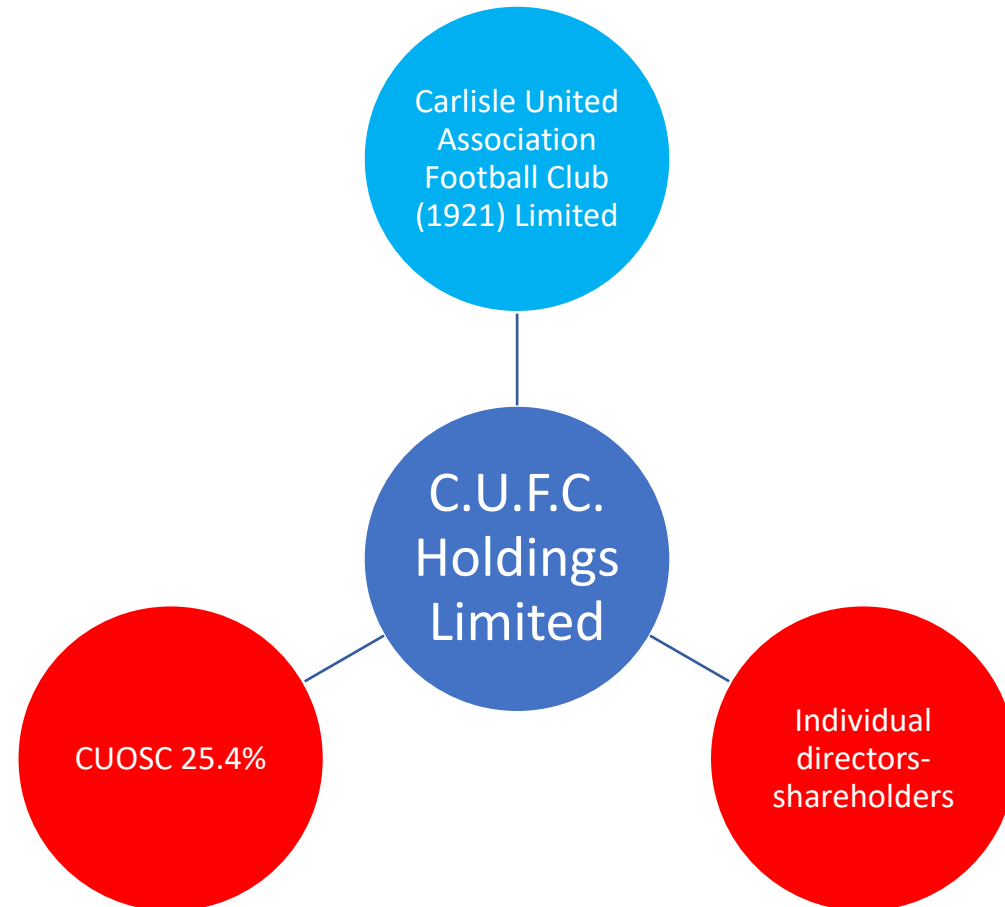 Carlisle United
Association
Football Club
(1921) Limited
C.U.F.C.
Holdings
Limited
CUOSC 25.4%
Individual
directors-
shareholders